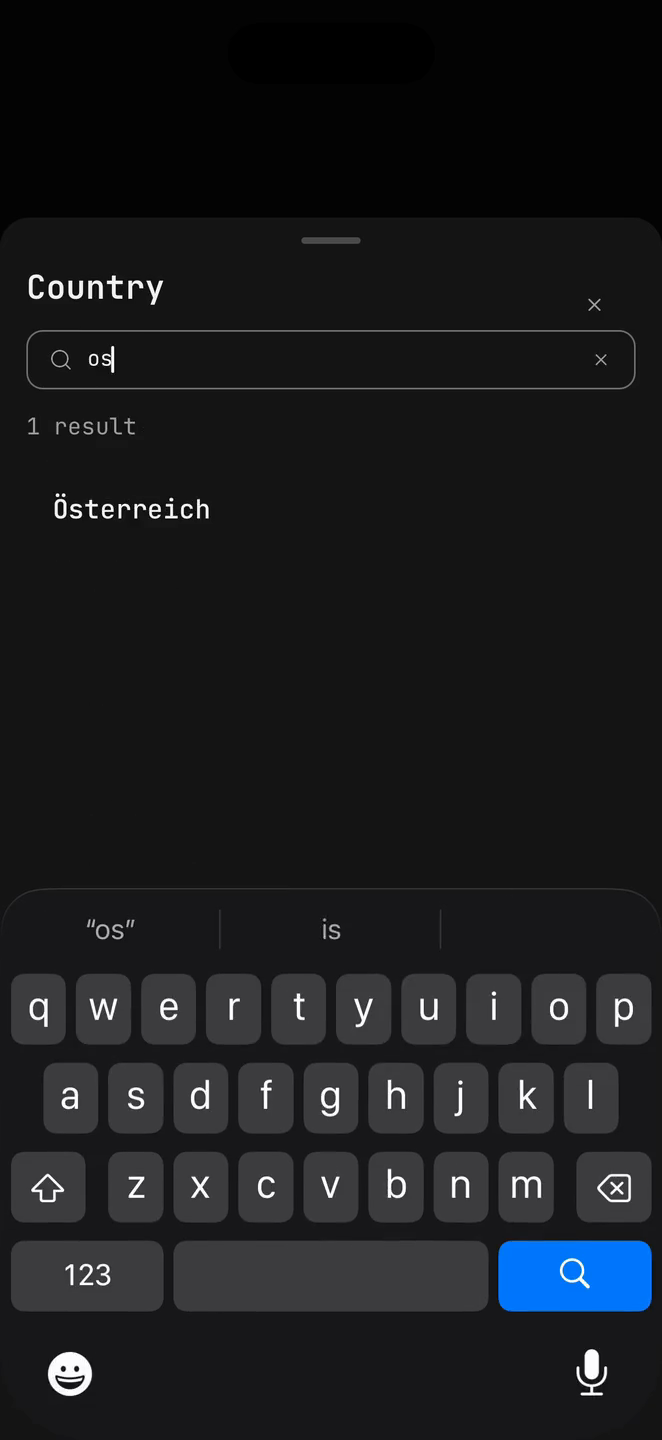 Country
os
1 result
Österreich
“os” is
q w e r t y u i o p
a s d f g h j k l
z x c v b n m
123